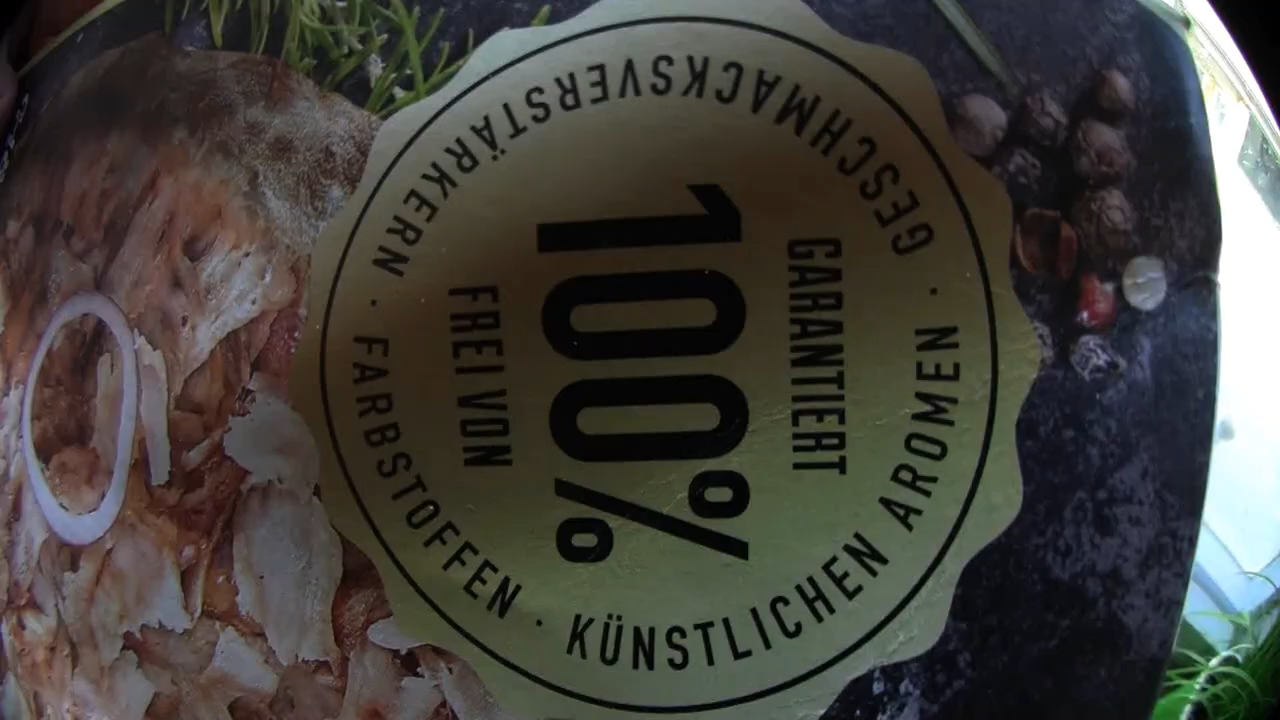 GARANTIERT
100%
FREI VON
GESCHMACKSVERSTÄRKERN · FARBSTOFFEN · KÜNSTLICHEN AROMEN ·